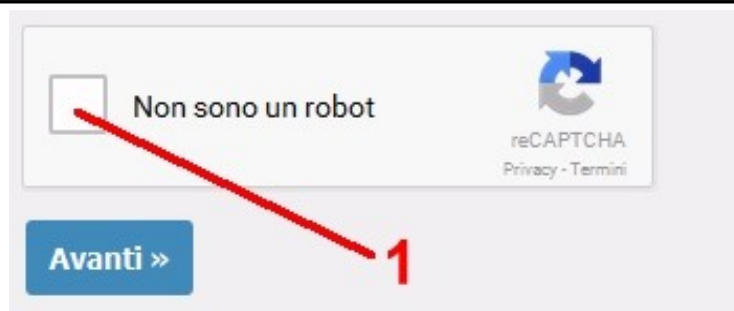 Non sono un robot
reCAPTCHA
Privacy - Termini
Avanti »
1